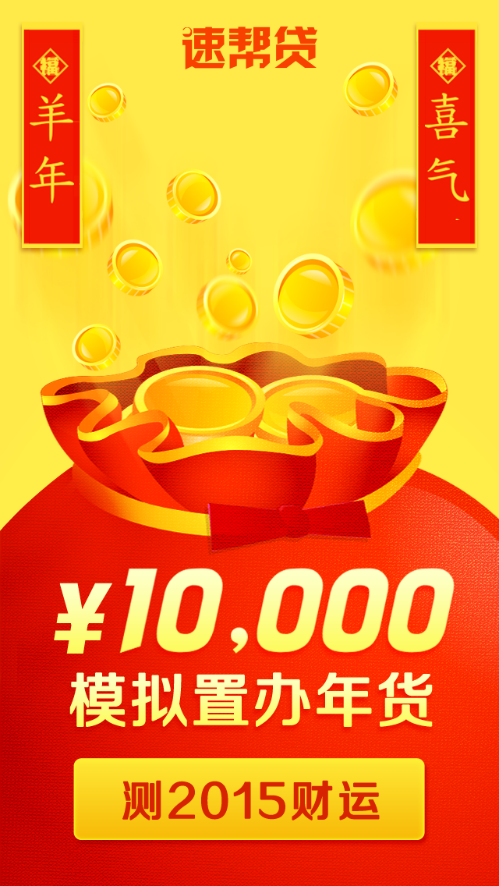 速帮贷
福
羊年
福
喜气
¥10,000
模拟置办年货
测2015财运